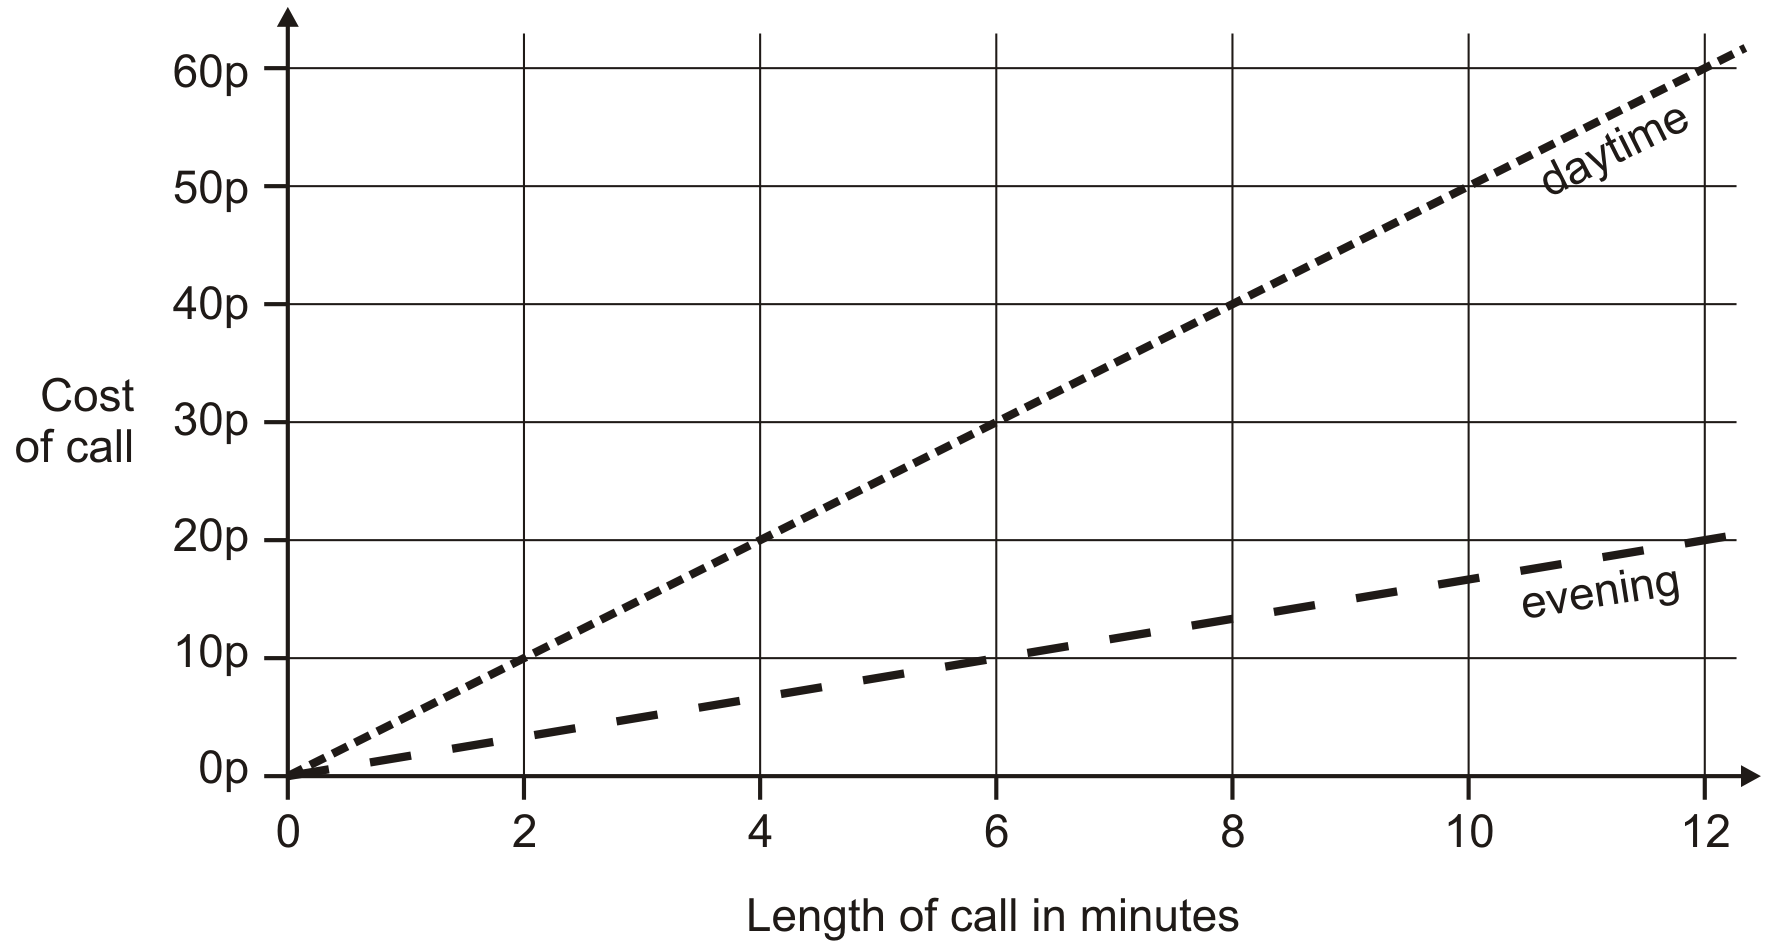 60p
50p
40p
30p
20p
10p
0p
Cost
of call
daytime
evening
0 2 4 6 8 10 12
Length of call in minutes